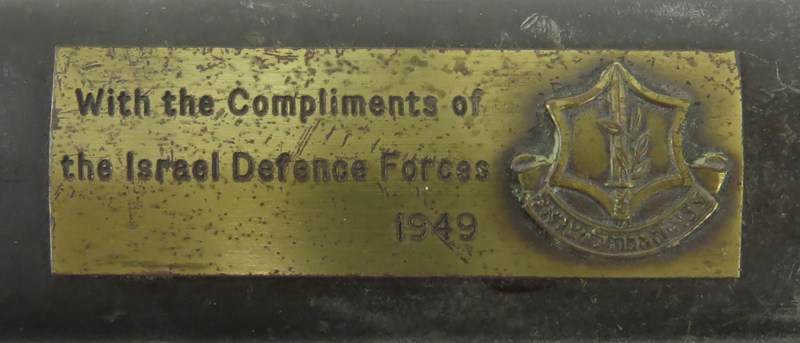 With the Compliments of
the Israel Defence Forces
1949